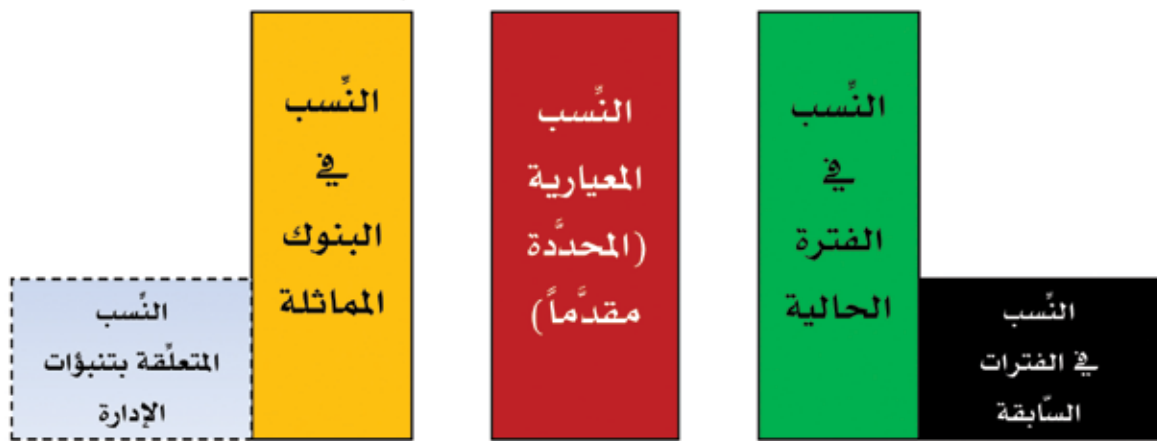 النِّسب
في الفترات
السَّابقة
النِّسب
في
الفترة
الحالية
النِّسب
المعيارية
(المحدَّدة
مقدَّماً)
النِّسب
في
البنوك
المماثلة
النِّسب
المتعلِّقة بتنبؤات
الإدارة